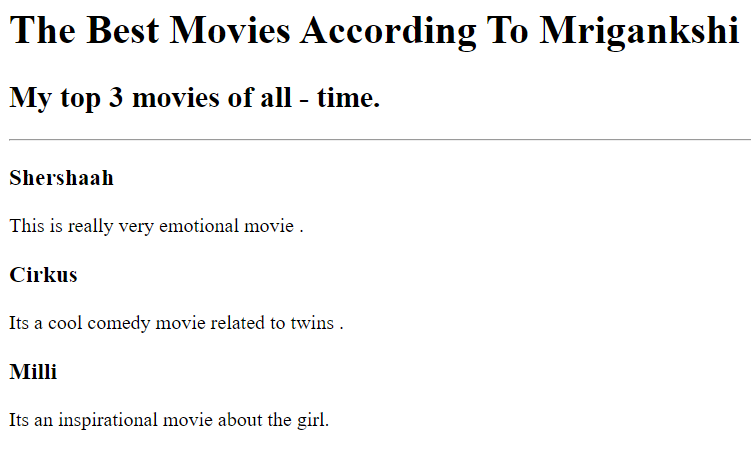 The Best Movies According To Mrigankshi
My top 3 movies of all - time.
Shershaah
This is really very emotional movie .
Cirkus
Its a cool comedy movie related to twins .
Milli
Its an inspirational movie about the girl.